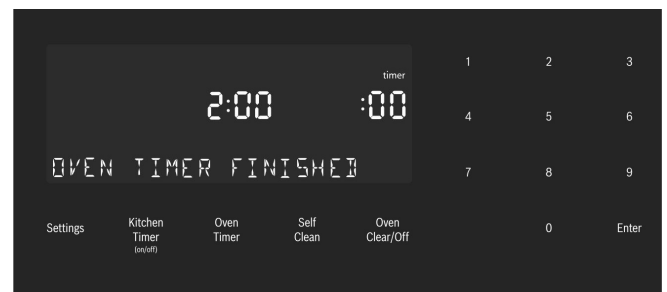 timer
2:00 :00
OVEN TIMER FINISHED
Settings
Kitchen
Timer
(on/off)
Oven
Timer
Self
Clean
Oven
Clear/Off
1 2 3
4 5 6
7 8 9
0 Enter